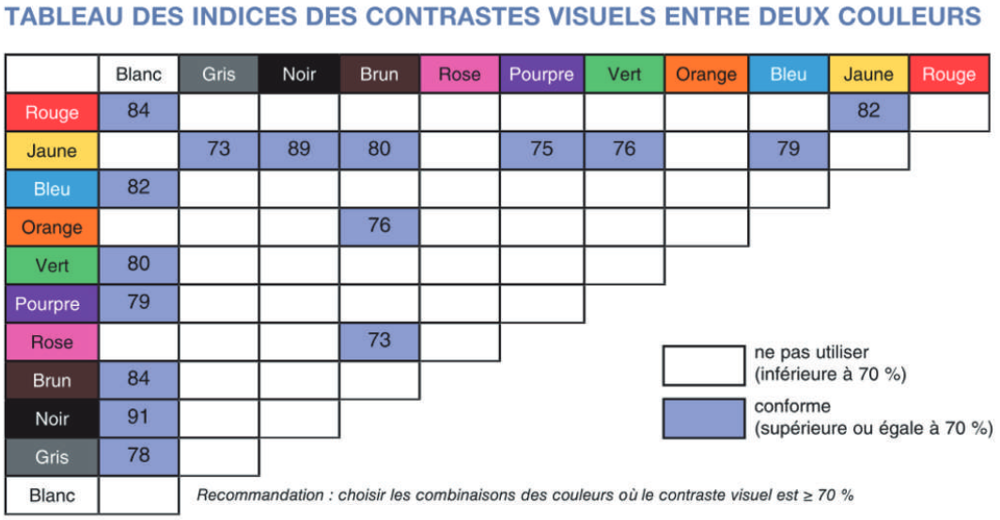 TABLEAU DES INDICES DES CONTRASTES VISUELS ENTRE DEUX COULEURS
Blanc Gris Noir Brun Rose Pourpre Vert Orange Bleu Jaune Rouge
Rouge 84 82
Jaune 73 89 80 75 76 79
Bleu 82
Orange 76
Vert 80
Pourpre 79
Rose 73
Brun 84
Noir 91
Gris 78
Blanc
ne pas utiliser
(inférieure à 70 %)
conforme
(supérieure ou égale à 70 %)
Recommandation : choisir les combinaisons des couleurs où le contraste visuel est ≥ 70 %